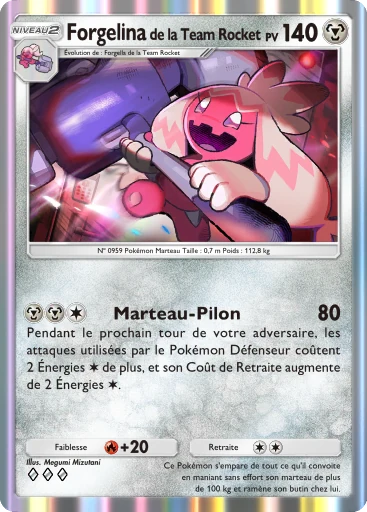 NIVEAU2 Forgelina de la Team Rocket PV 140
Évolution de : Forgella de la Team Rocket
N° 0959 Pokémon Marteau Taille : 0,7 m Poids : 112,8 kg
Marteau-Pilon 80
Pendant le prochain tour de votre adversaire, les
attaques utilisées par le Pokémon Défenseur coûtent
2 Énergies de plus, et son Coût de Retraite augmente
de 2 Énergies .
Faiblesse +20 Retraite
Illus. Megumi Mizutani
Ce Pokémon s'empare de tout ce qu'il convoite
en maniant sans effort son marteau de plus
de 100 kg et ramène son butin chez lui.